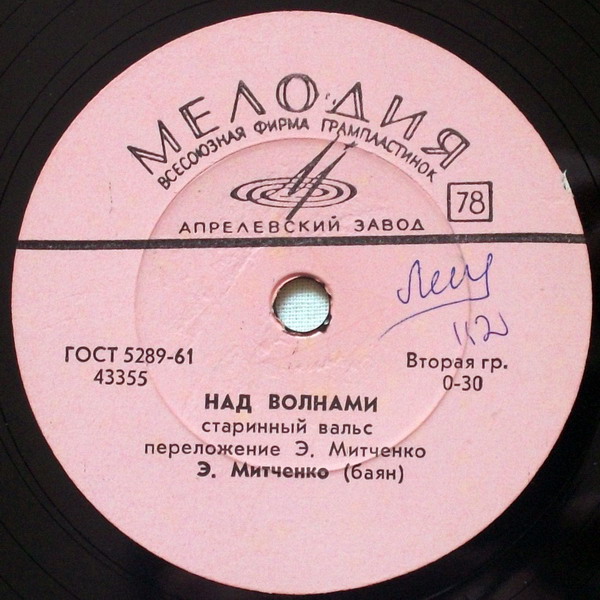 МЕЛОДИЯ
ВСЕСОЮЗНАЯ ФИРМА ГРАМПЛАСТИНОК
78
АПРЕЛЕВСКИЙ ЗАВОД
ГОСТ 5289-61
43355
Вторая гр.
0-30
НАД ВОЛНАМИ
старинный вальс
переложение Э. Митченко
Э. Митченко (баян)